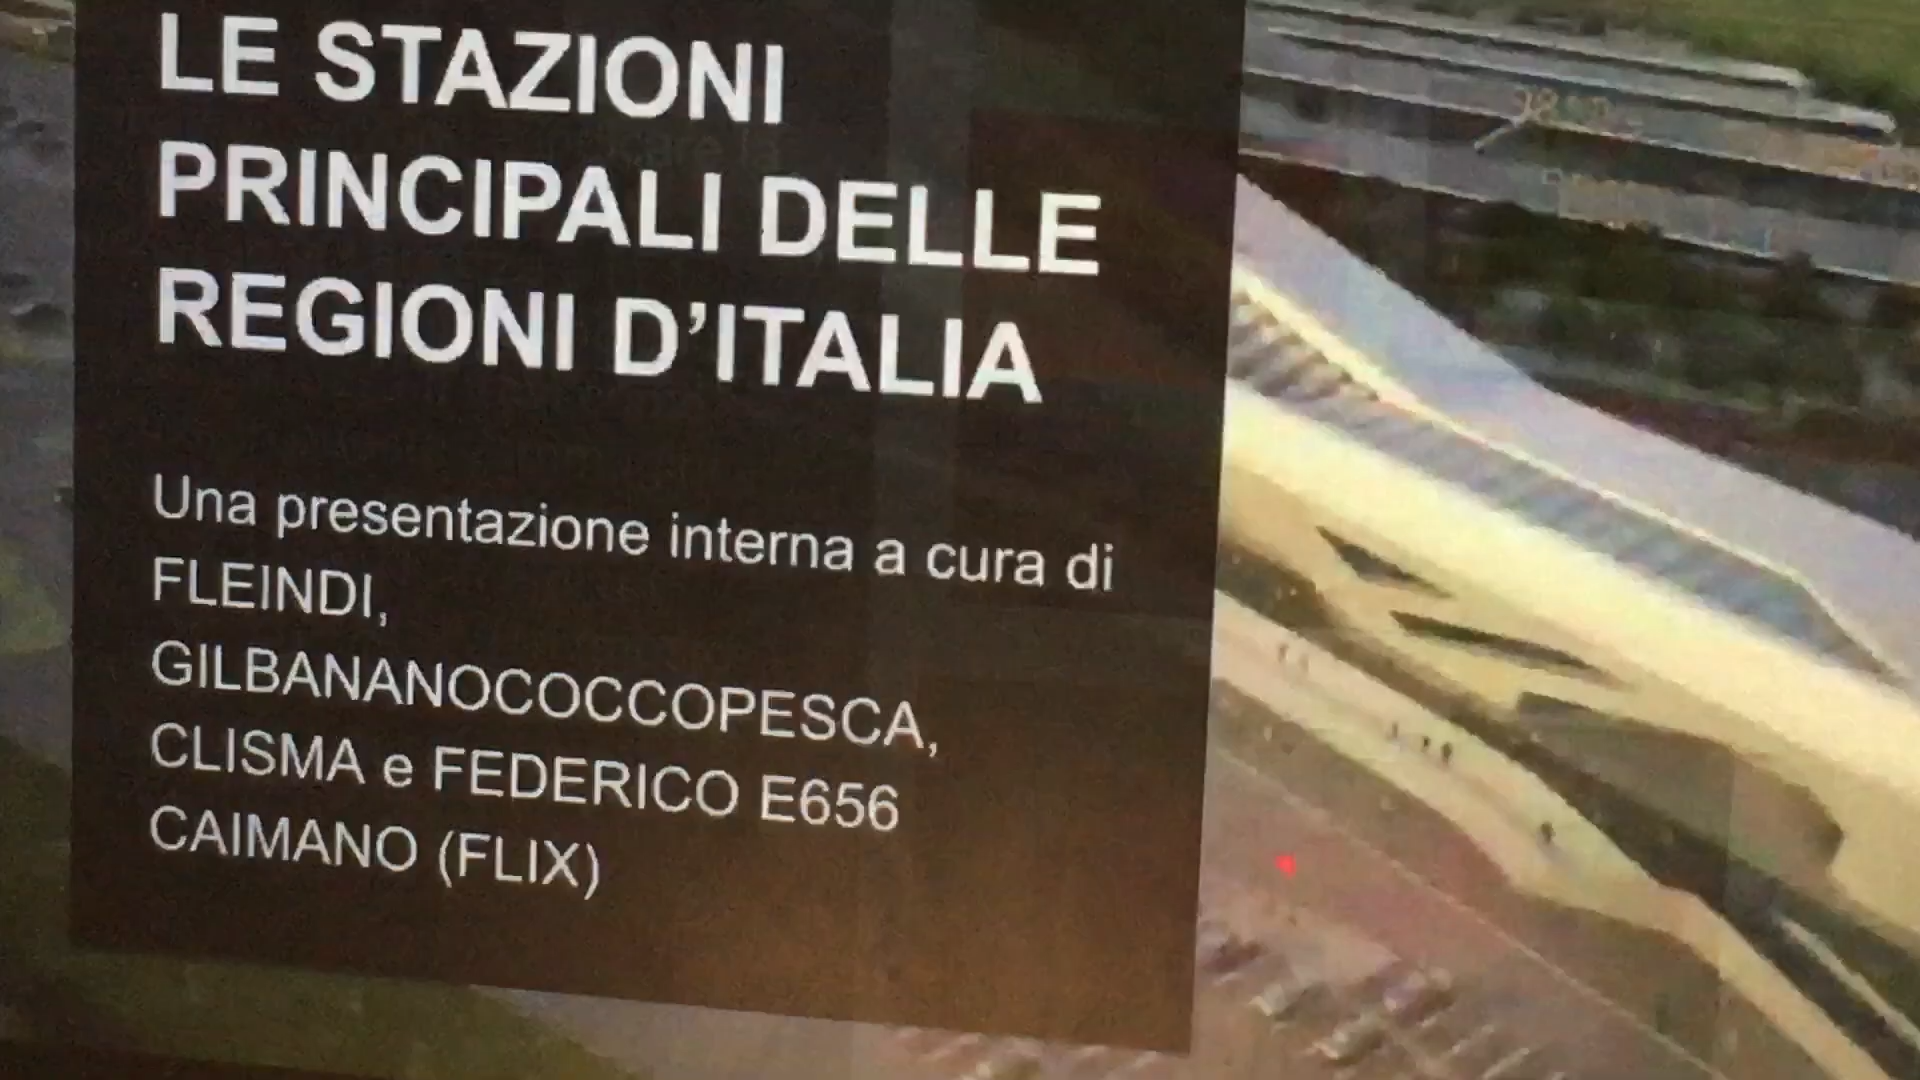 LE STAZIONI
PRINCIPALI DELLE
REGIONI D’ITALIA
Una presentazione interna a cura di
FLEINDI,
GILBANANOCOCCOPESCA,
CLISMA e FEDERICO E656
CAIMANO (FLIX)